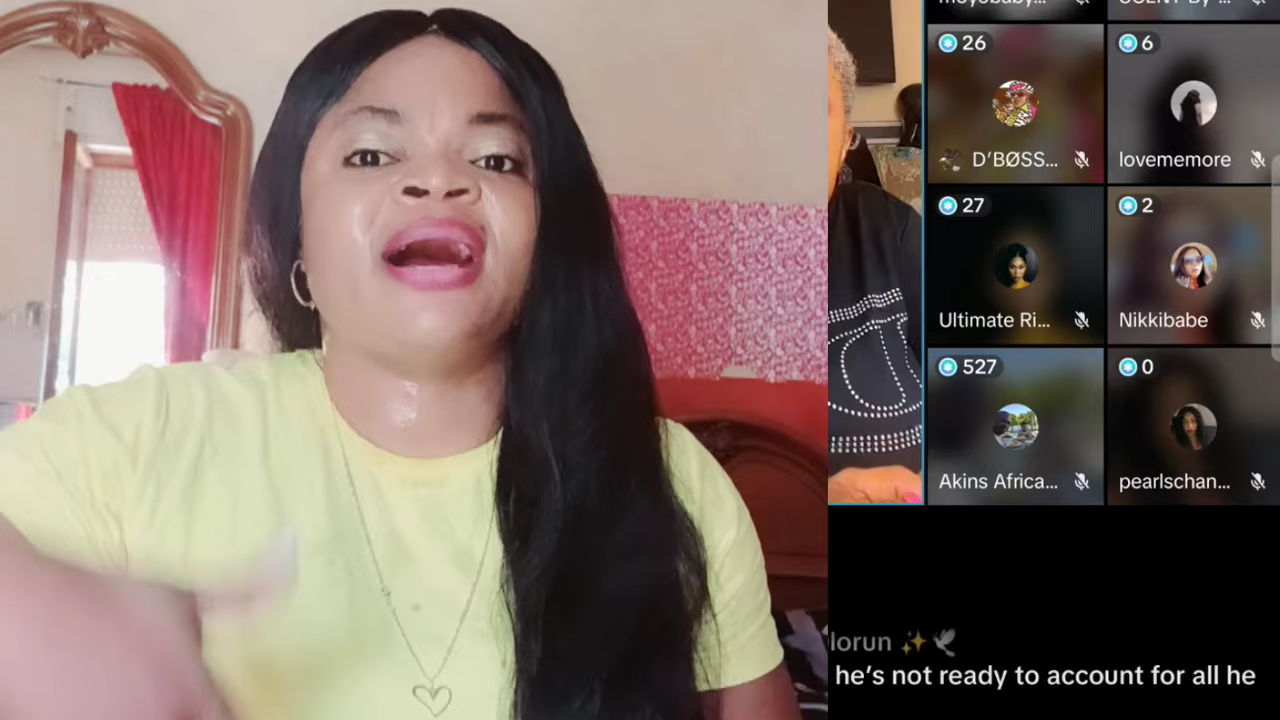 26
6
D'BØSS...
lovememore
27
2
Ultimate Ri...
Nikkibabe
527
0
Akins Africa...
pearlschan...
lorun ✨🕊
he's not ready to account for all he